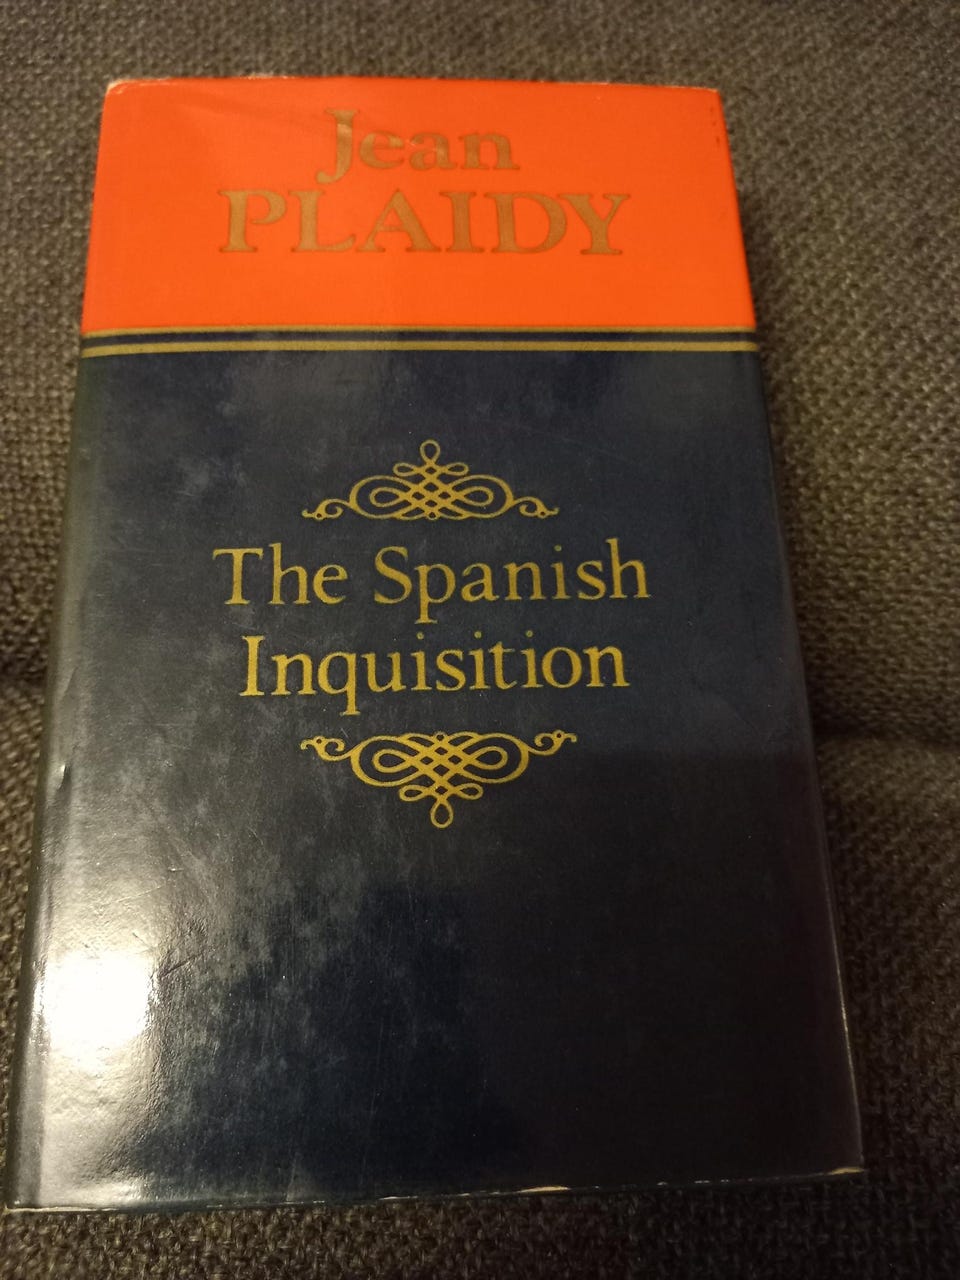 Jean
PLAIDY
The Spanish
Inquisition